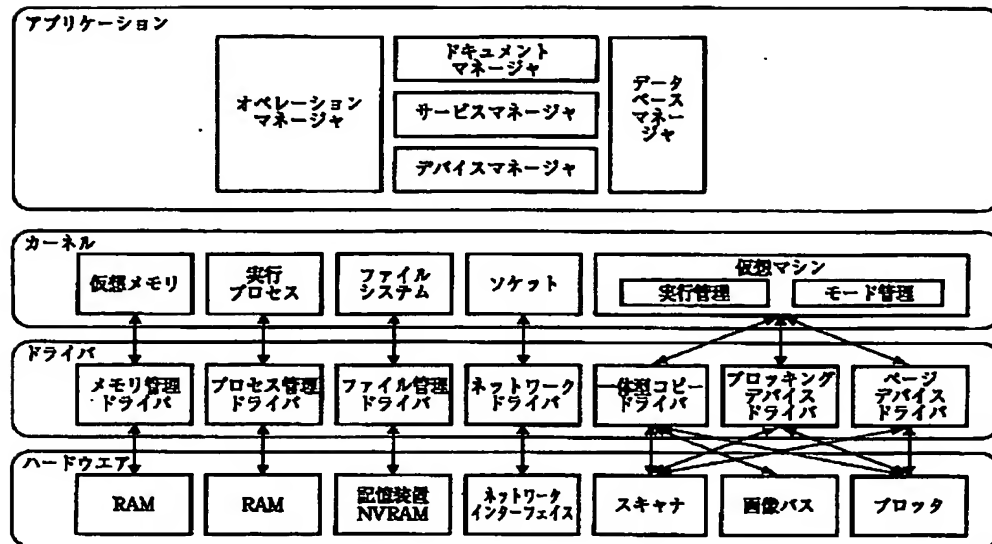 アプリケーション
オペレーション
マネージャ
ドキュメント
マネージャ
サービスマネージャ
デバイスマネージャ
データ
ベース
マネー
ジャ
カーネル
仮想メモリ
実行
プロセス
ファイル
システム
ソケット
仮想マシン
実行管理
モード管理
ドライバ
メモリ管理
ドライバ
プロセス管理
ドライバ
ファイル管理
ドライバ
ネットワーク
ドライバ
一体型コピー
ドライバ
ブロッキング
デバイス
ドライバ
ページ
デバイス
ドライバ
ハードウエア
RAM
RAM
記憶装置
NVRAM
ネットワーク
インターフェイス
スキャナ
画像バス
プロッタ